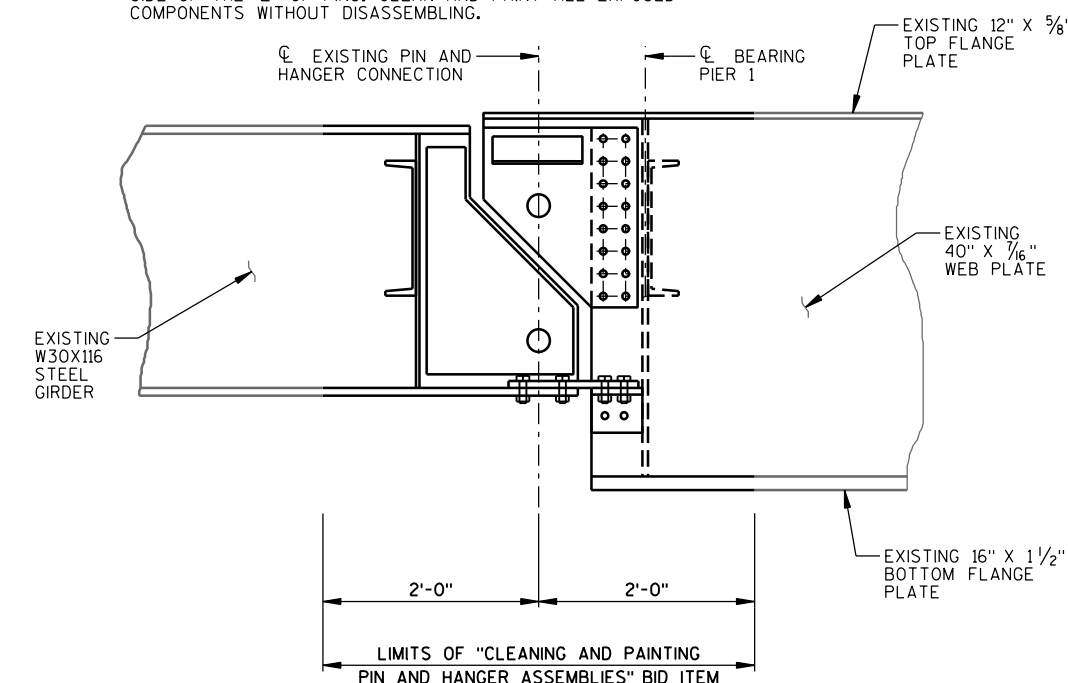 COMPONENTS WITHOUT DISASSEMBLING.
EXISTING 12" X ⅝"
TOP FLANGE
PLATE
℄ EXISTING PIN AND
HANGER CONNECTION
℄ BEARING
PIER 1
EXISTING
40" X 7⁄16"
WEB PLATE
EXISTING
W30X116
STEEL
GIRDER
EXISTING 16" X 1 ½"
BOTTOM FLANGE
PLATE
2'-0"
2'-0"
LIMITS OF "CLEANING AND PAINTING
PIN AND HANGER ASSEMBLIES" BID ITEM